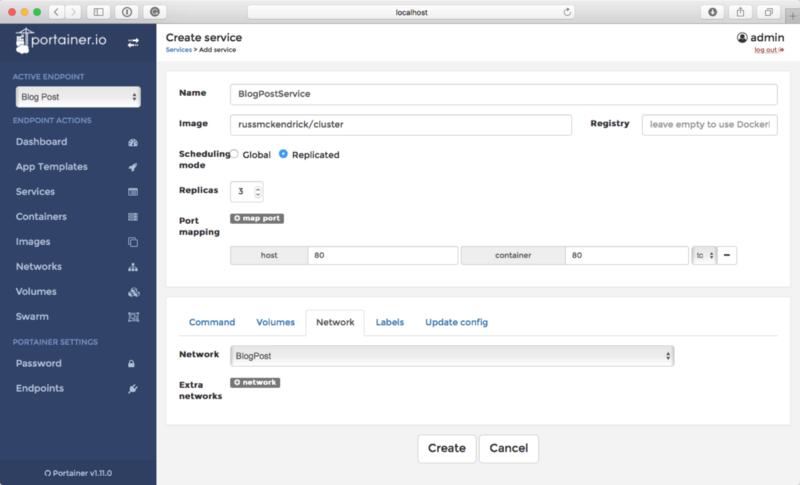 localhost
portainer.io
Create service
Services > Add service
admin
log out
ACTIVE ENDPOINT
Blog Post
ENDPOINT ACTIONS
Dashboard
App Templates
Services
Containers
Images
Networks
Volumes
Swarm
PORTAINER SETTINGS
Password
Endpoints
Portainer v1.11.0
Name BlogPostService
Image russmckendrick/cluster Registry leave empty to use Docker
Scheduling mode Global Replicated
Replicas 3
Port mapping map port
host 80 container 80
Command Volumes Network Labels Update config
Network BlogPost
Extra networks network
Create Cancel